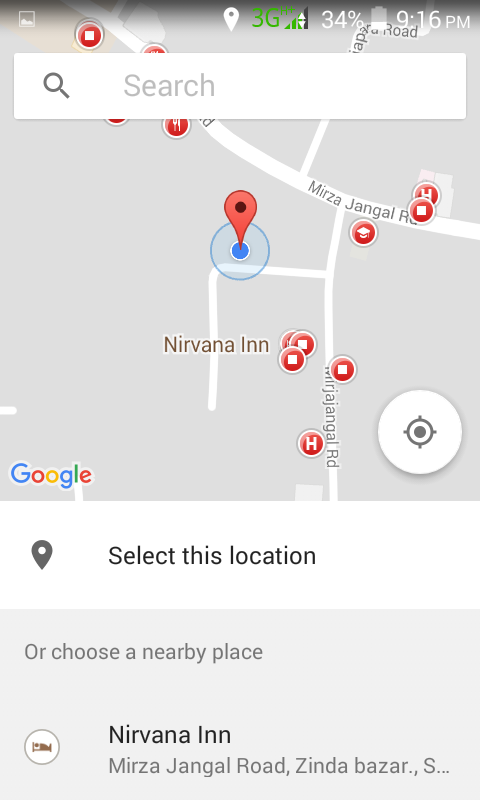 3G 34% 9:16 PM
Search
Mirza Jangal Rd
Nirvana Inn
Mirjajangal Rd
Google
Select this location
Or choose a nearby place
Nirvana Inn
Mirza Jangal Road, Zinda bazar., S...